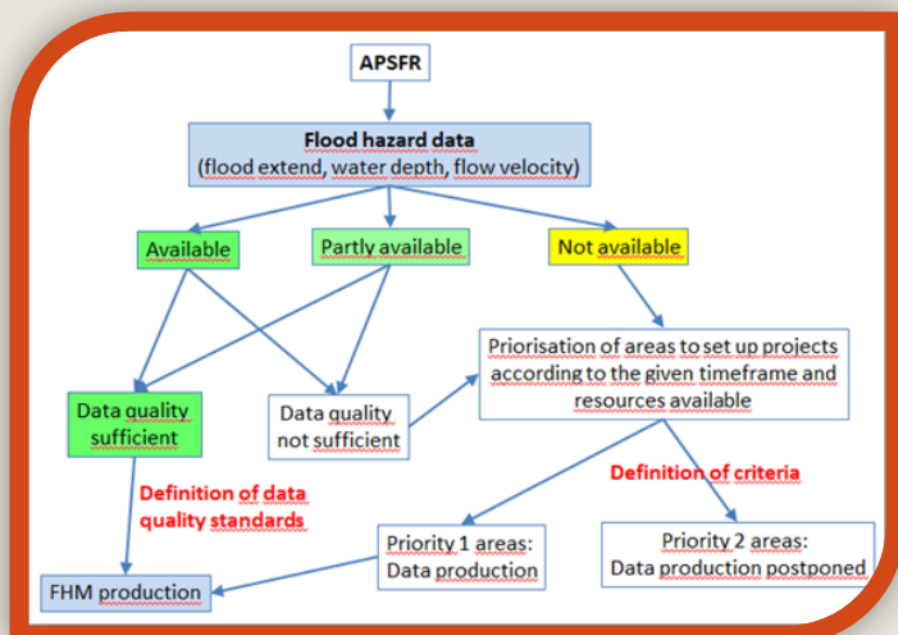 APSFR
Flood hazard data
(flood extend, water depth, flow velocity)
Available
Partly available
Not available
Priorisation of areas to set up projects
according to the given timeframe and
resources available
Data quality
sufficient
Data quality
not sufficient
Definition of criteria
Definition of data
quality standards
Priority 1 areas:
Data production
Priority 2 areas:
Data production postponed
FHM production